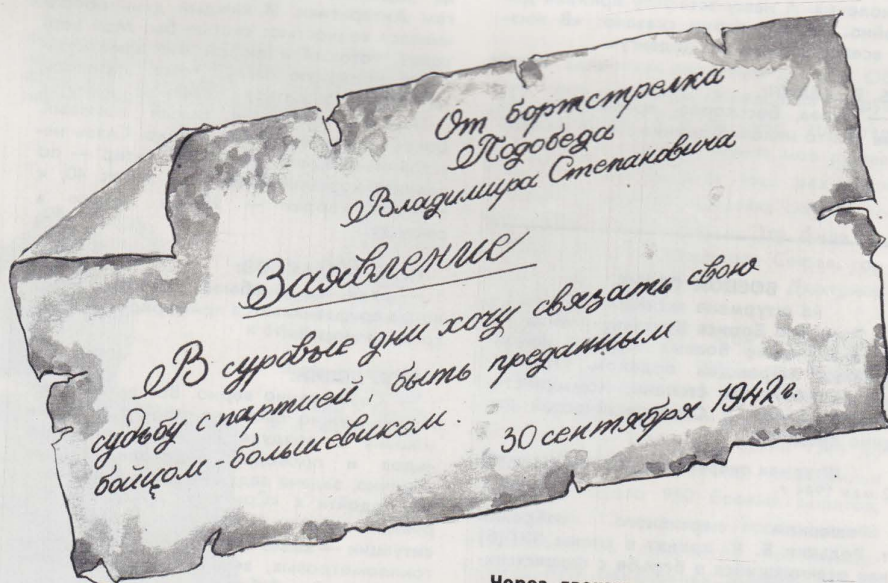 От бортстрелка
Подобеда
Владимира Степановича
Заявление
В суровые дни хочу связать свою
судьбу с партией, быть преданным
бойцом-большевиком.
30 сентября 1942 г.
Через